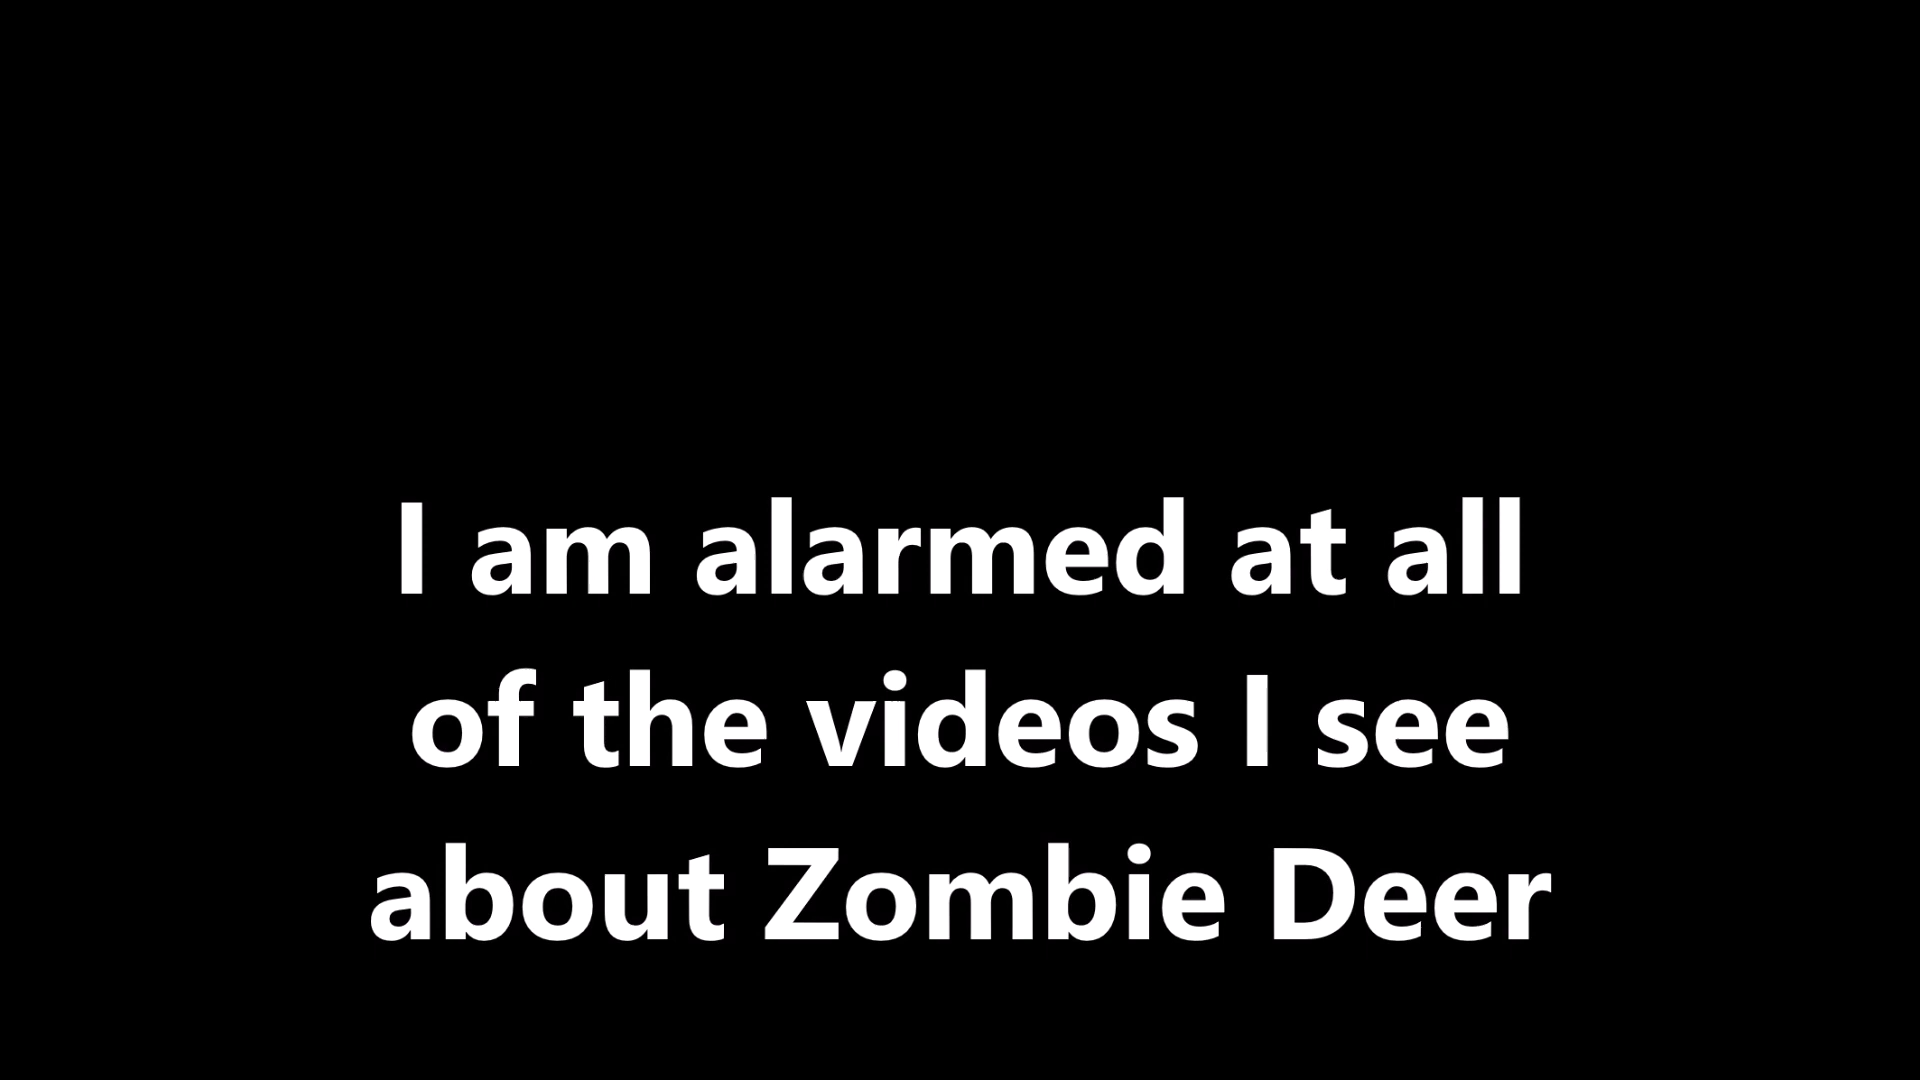 I am alarmed at all
of the videos I see
about Zombie Deer